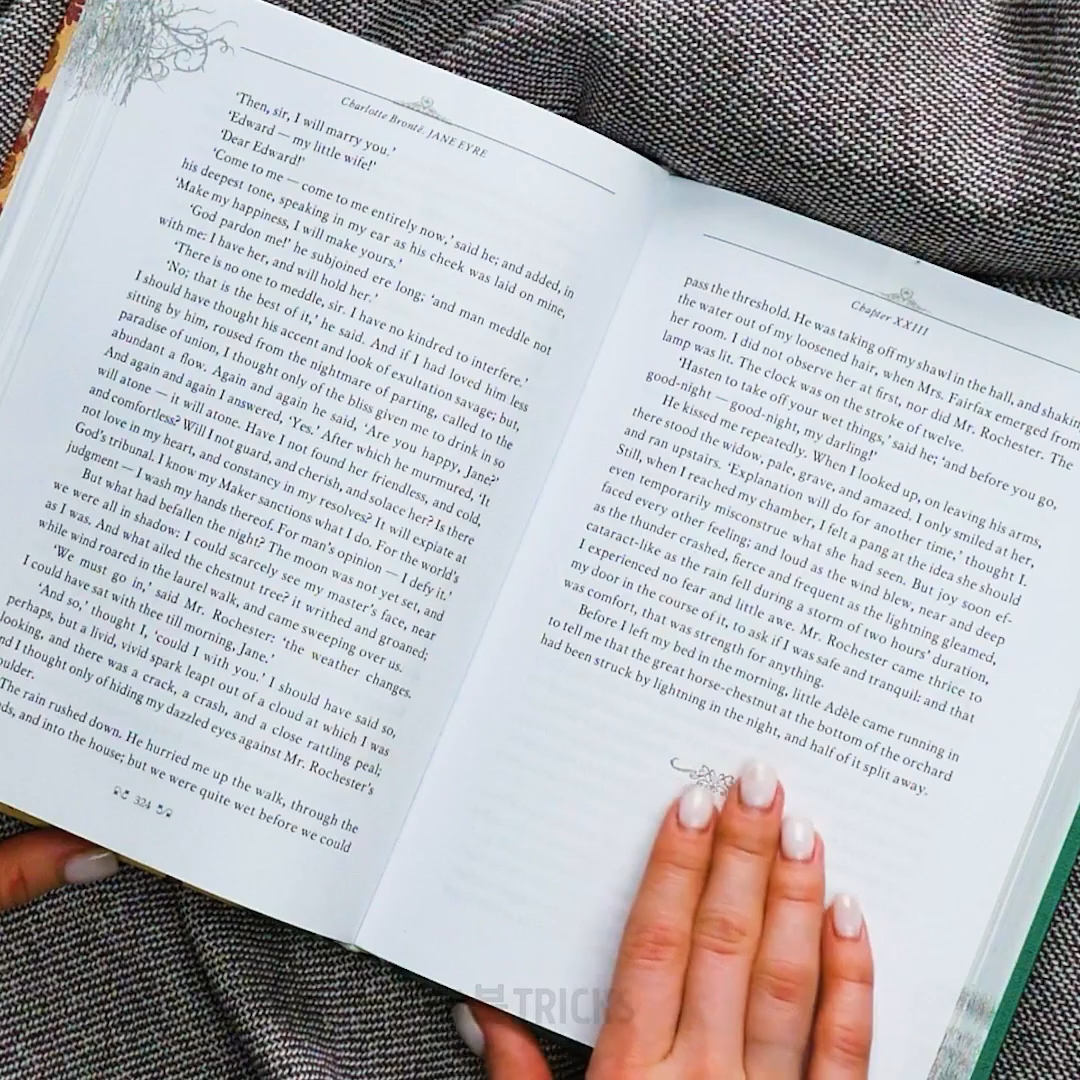 Charlotte Brontë. JANE EYRE
‘Then, sir, I will marry you.’
‘Edward — my little wife!’
‘Dear Edward!’
‘Come to me — come to me entirely now,’ said he; and added, in
his deepest tone, speaking in my ear as his cheek was laid on mine,
‘Make my happiness, I will make yours.’
‘God pardon me!’ he subjoined ere long; ‘and man meddle not
with me: I have her, and will hold her.’
‘There is no one to meddle, sir. I have no kindred to interfere.’
‘No; that is the best of it,’ he said. And if I had loved him less
I should have thought his accent and look of exultation savage; but,
sitting by him, roused from the nightmare of parting, called to the
paradise of union, I thought only of the bliss given me to drink in so
abundant a flow. Again and again he said, ‘Are you happy, Jane?’
And again and again I answered, ‘Yes.’ After which he murmured, ‘It
will atone — it will atone. Have I not found her friendless, and cold,
and comfortless? Will I not guard, and cherish, and solace her? Is there
not love in my heart, and constancy in my resolves? It will expiate at
God’s tribunal. I know my Maker sanctions what I do. For the world’s
judgment — I wash my hands thereof. For man’s opinion — I defy it.’
But what had befallen the night? The moon was not yet set, and
we were all in shadow: I could scarcely see my master’s face, near
as I was. And what ailed the chestnut tree? it writhed and groaned;
while wind roared in the laurel walk, and came sweeping over us.
‘We must go in,’ said Mr. Rochester: ‘the weather changes.
I could have sat with thee till morning, Jane.’
‘And so,’ thought I, ‘could I with you.’ I should have said so,
perhaps, but a livid, vivid spark leapt out of a cloud at which I was
looking, and there was a crack, a crash, and a close rattling peal;
and I thought only of hiding my dazzled eyes against Mr. Rochester’s
oulder.
The rain rushed down. He hurried me up the walk, through the
ds, and into the house; but we were quite wet before we could
324
Chapter XXIII
pass the threshold. He was taking off my shawl in the hall, and shakin
the water out of my loosened hair, when Mrs. Fairfax emerged from
her room. I did not observe her at first, nor did Mr. Rochester. The
lamp was lit. The clock was on the stroke of twelve.
‘Hasten to take off your wet things,’ said he; ‘and before you go,
good-night — good-night, my darling!’
He kissed me repeatedly. When I looked up, on leaving his arms,
there stood the widow, pale, grave, and amazed. I only smiled at her,
and ran upstairs. ‘Explanation will do for another time,’ thought I.
Still, when I reached my chamber, I felt a pang at the idea she should
even temporarily misconstrue what she had seen. But joy soon ef-
faced every other feeling; and loud as the wind blew, near and deep
as the thunder crashed, fierce and frequent as the lightning gleamed,
cataract-like as the rain fell during a storm of two hours’ duration,
I experienced no fear and little awe. Mr. Rochester came thrice to
my door in the course of it, to ask if I was safe and tranquil: and that
was comfort, that was strength for anything.
Before I left my bed in the morning, little Adèle came running in
to tell me that the great horse-chestnut at the bottom of the orchard
had been struck by lightning in the night, and half of it split away.
TRICKS